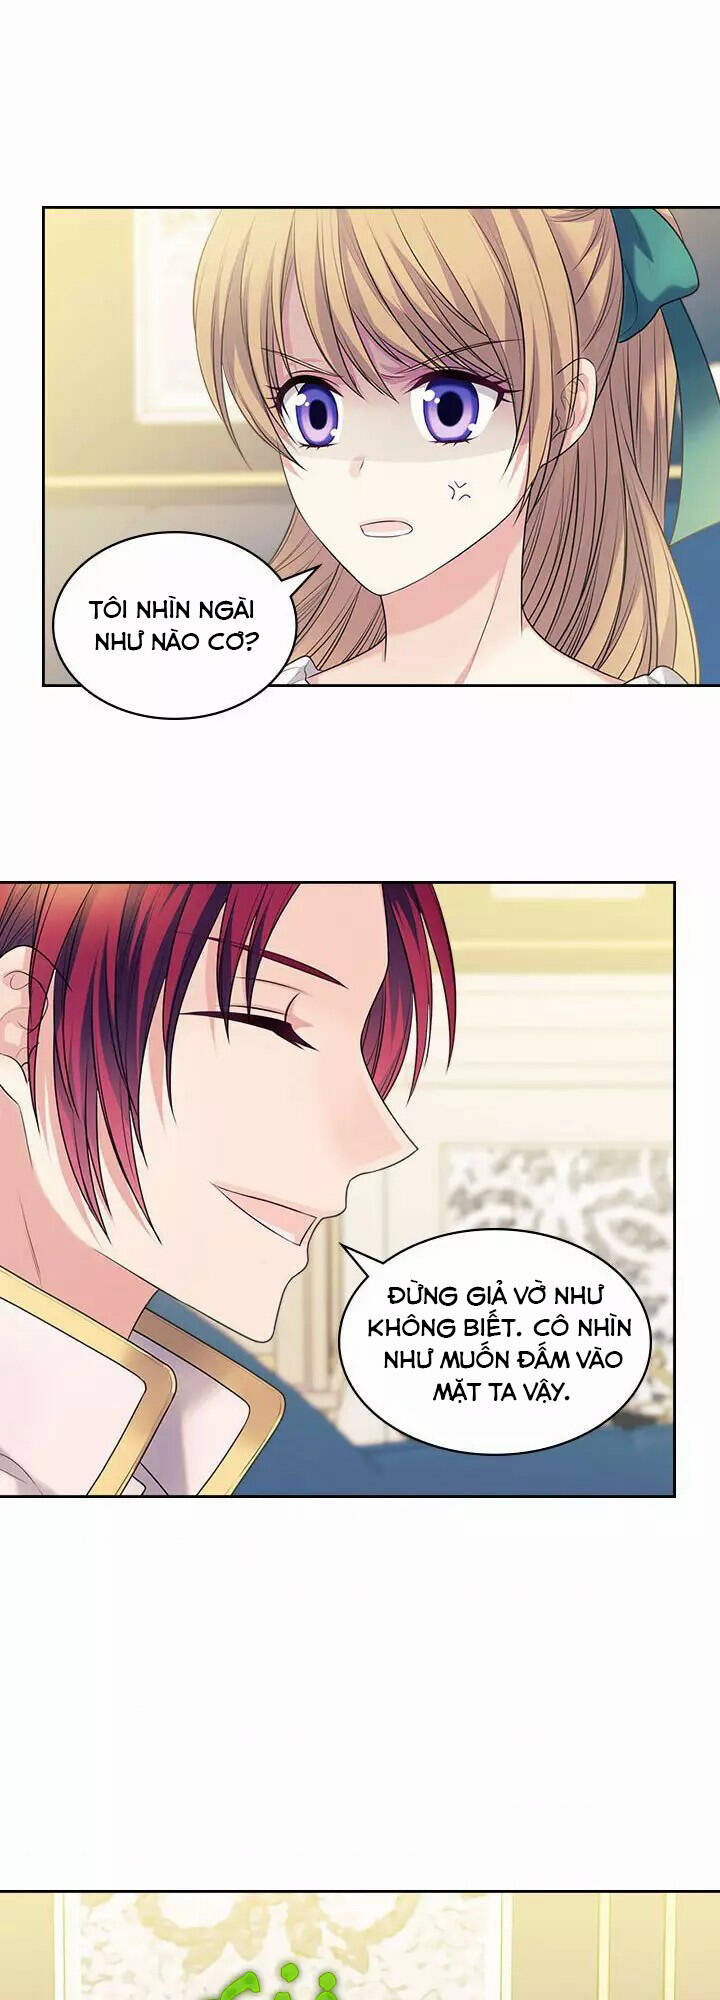 TÔI NHÌN NGÀI
NHƯ NÀO CƠ?
ĐỪNG GIẢ VỜ NHƯ
KHÔNG BIẾT. CÔ NHÌN
NHƯ MUỐN ĐẤM VÀO
MẶT TA VẬY.